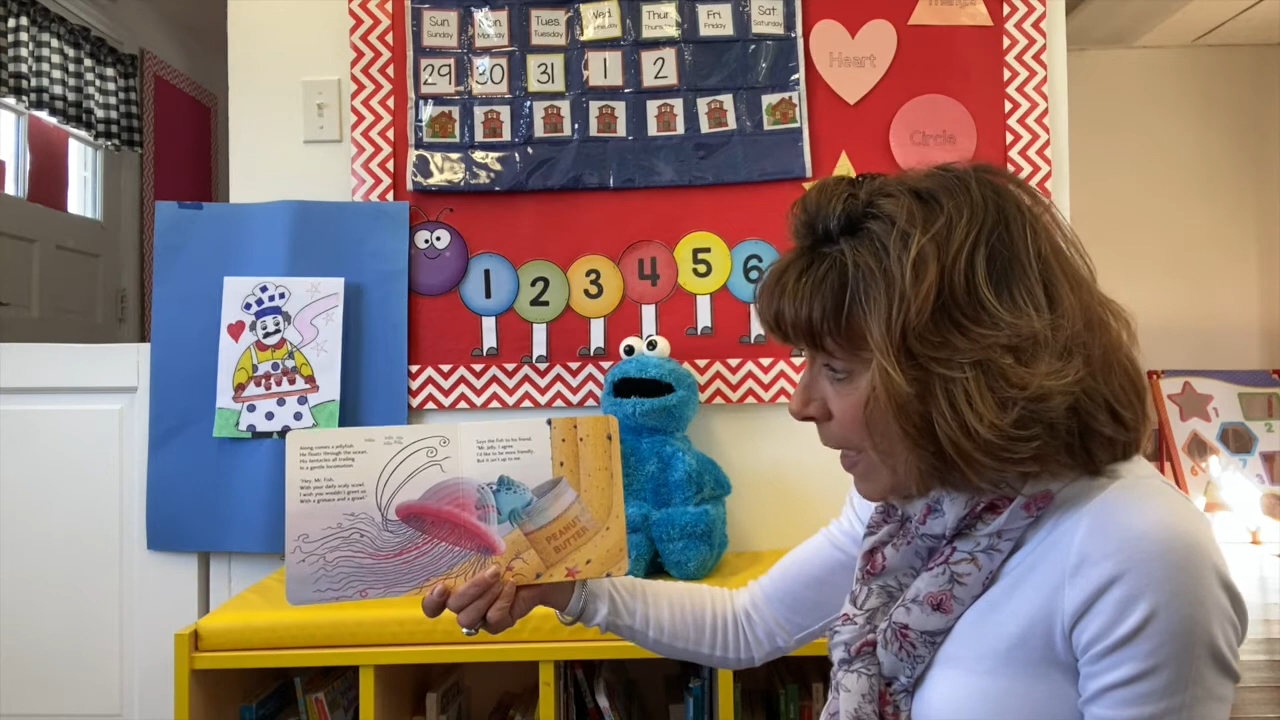 Sun. Mon. Tues. Wed. Thur. Fri. Sat.
Sunday Monday Tuesday Thursday Friday Saturday
29 30 31 1 2
Heart
Circle
1 2 3 4 5 6
Along comes a jellyfish.
He floats through the ocean,
His tentacles all trailing
In a gentle locomotion.
"Hey, Mr. Fish,
With your daily scaly scowl,
I wish you wouldn't greet us
With a grimace and a growl."
Says the fish to his friend,
"Mr. Jelly, I agree.
I'd like to be more friendly,
But it isn't up to me.
PEANUT
BUTTER